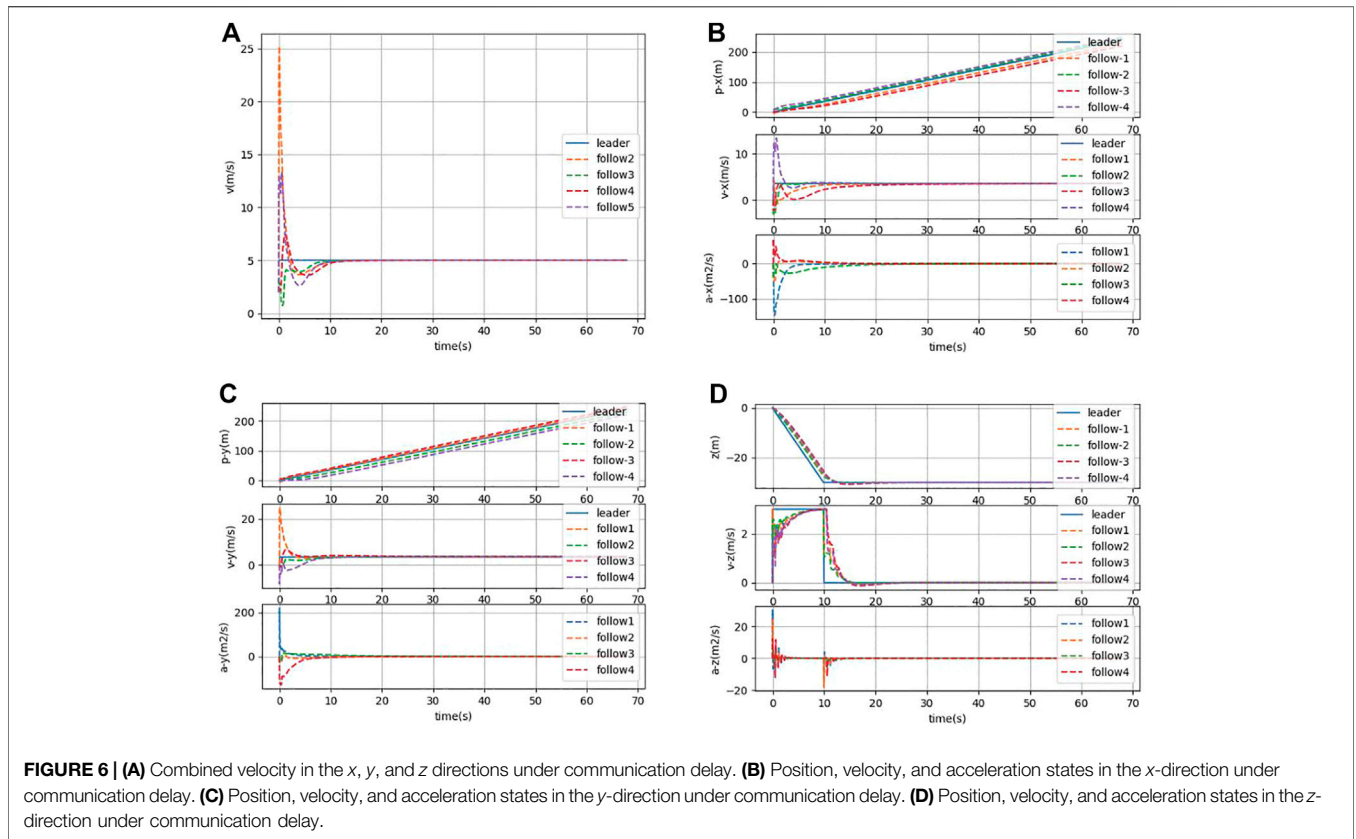 A
25
20
15
10
5
0
v(m/s)
leader
follow2
follow3
follow4
follow5
0 10 20 30 40 50 60 70
time(s)
B
200
100
0
p-x(m)
leader
follow-1
follow-2
follow-3
follow-4
0 10 20 30 40 50 60 70
10
0
v-x(m/s)
leader
follow1
follow2
follow3
follow4
0 10 20 30 40 50 60 70
0
−100
a-x(m2/s)
follow1
follow2
follow3
follow4
0 10 20 30 40 50 60 70
time(s)
C
200
100
0
p-y(m)
leader
follow-1
follow-2
follow-3
follow-4
0 10 20 30 40 50 60 70
20
0
v-y(m/s)
leader
follow1
follow2
follow3
follow4
0 10 20 30 40 50 60 70
200
0
a-y(m2/s)
follow1
follow2
follow3
follow4
0 10 20 30 40 50 60 70
time(s)
D
0
−20
z(m)
leader
follow-1
follow-2
follow-3
follow-4
0 10 20 30 40 50 60 70
2
0
v-z(m/s)
leader
follow1
follow2
follow3
follow4
0 10 20 30 40 50 60 70
20
0
−20
a-z(m2/s)
follow1
follow2
follow3
follow4
0 10 20 30 40 50 60 70
time(s)
FIGURE 6 | (A) Combined velocity in the x, y, and z directions under communication delay. (B) Position, velocity, and acceleration states in the x-direction under
communication delay. (C) Position, velocity, and acceleration states in the y-direction under communication delay. (D) Position, velocity, and acceleration states in the z-
direction under communication delay.